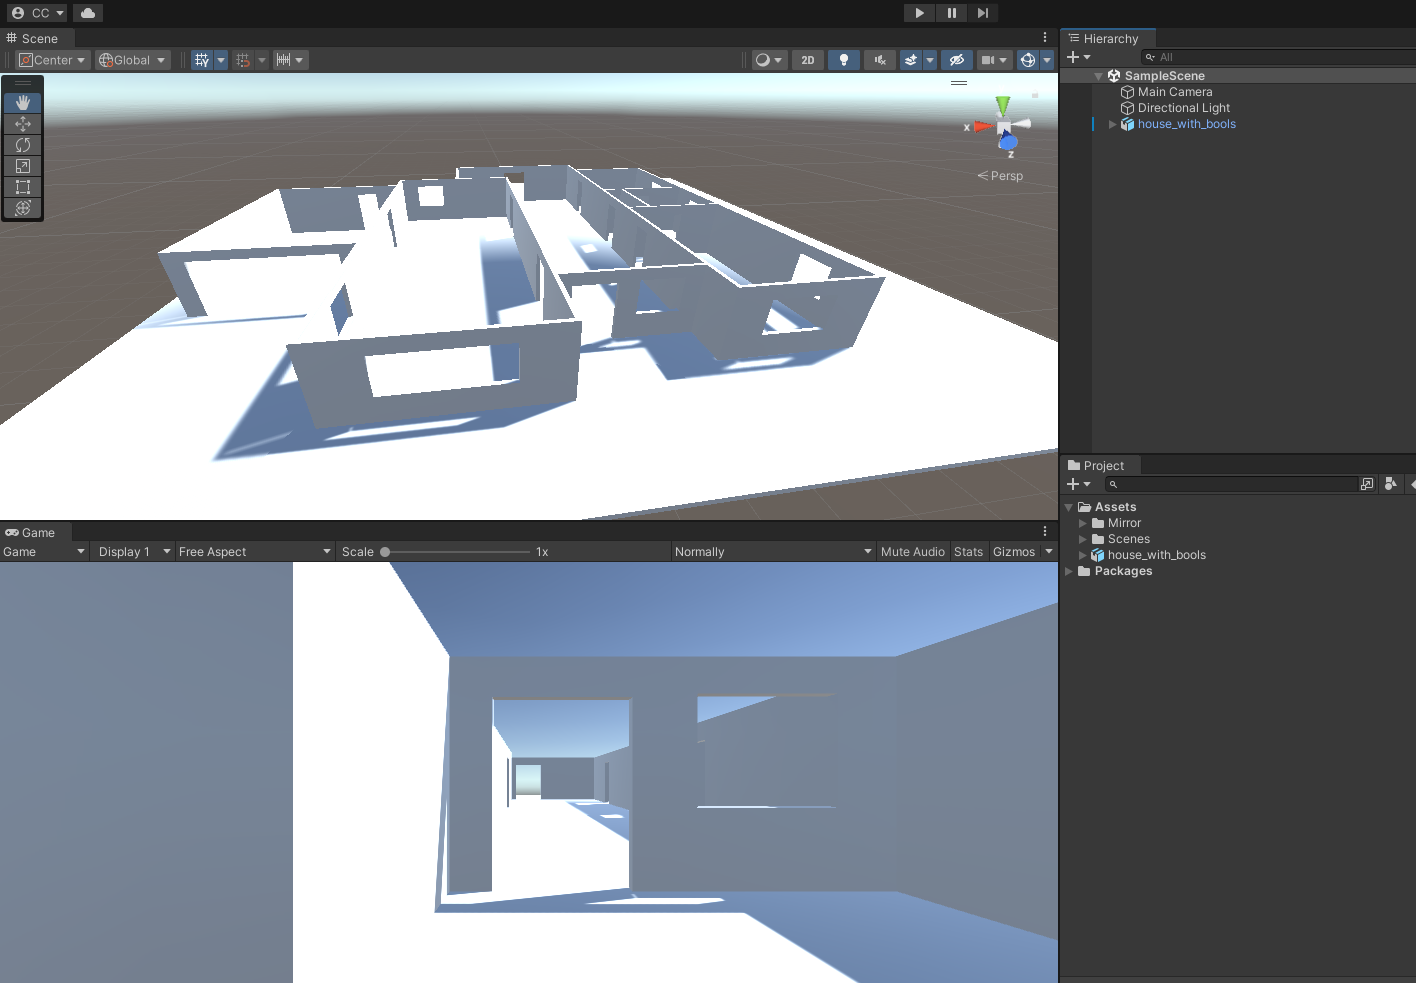 CC
Scene
Hierarchy
Center
Global
2D
All
SampleScene
Main Camera
Directional Light
house_with_bools
x
z
Persp
Project
Assets
Mirror
Scenes
house_with_bools
Packages
Game
Game
Display 1
Free Aspect
Scale
1x
Normally
Mute Audio
Stats
Gizmos